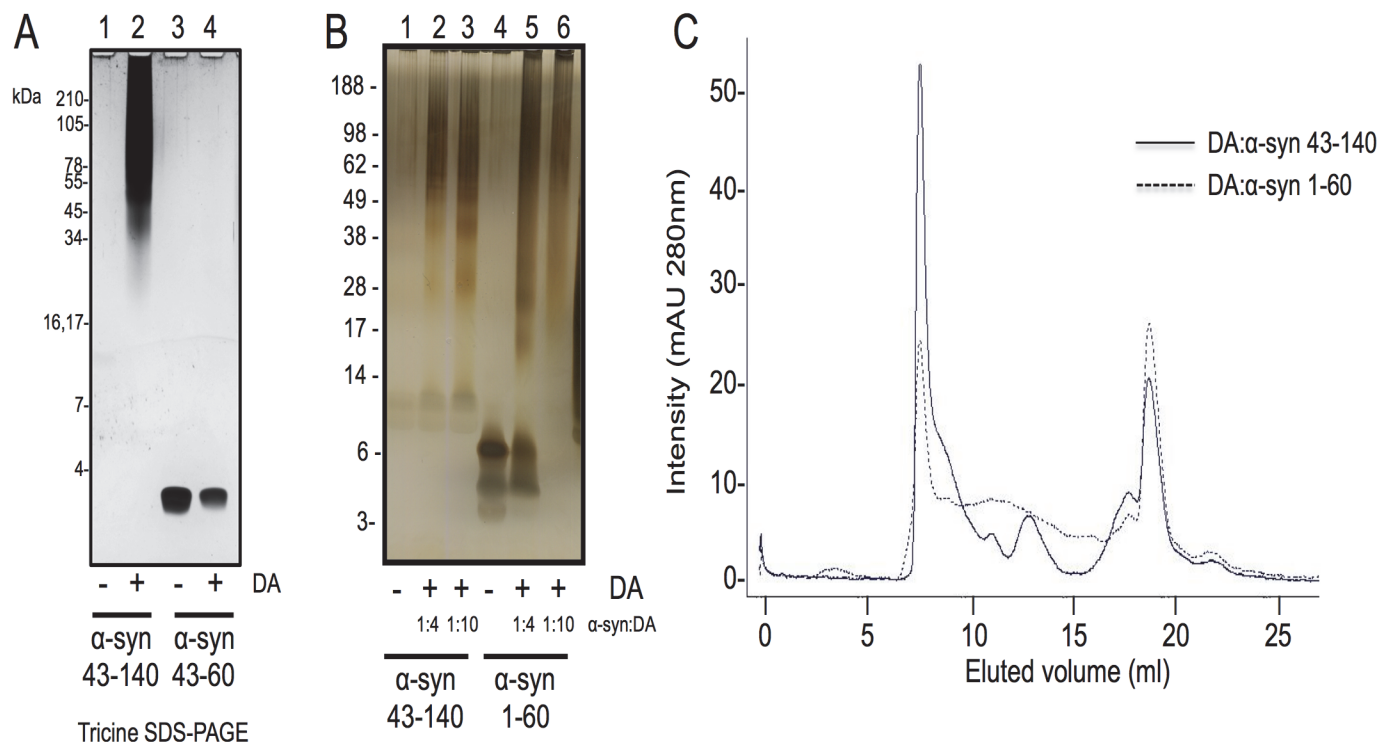 A
1 2 3 4
kDa
210-
105-
78-
55-
45-
34-
16,17-
7-
4-
- + - + DA
α-syn α-syn
43-140 43-60
Tricine SDS-PAGE
B
1 2 3 4 5 6
188 -
98 -
62 -
49 -
38 -
28 -
17 -
14 -
6 -
3-
- + + - + + DA
1:4 1:10 1:4 1:10 α-syn:DA
α-syn α-syn
43-140 1-60
C
Intensity (mAU 280nm)
50-
40-
30-
20-
10-
0-
DA:α-syn 43-140
DA:α-syn 1-60
0 5 10 15 20 25
Eluted volume (ml)